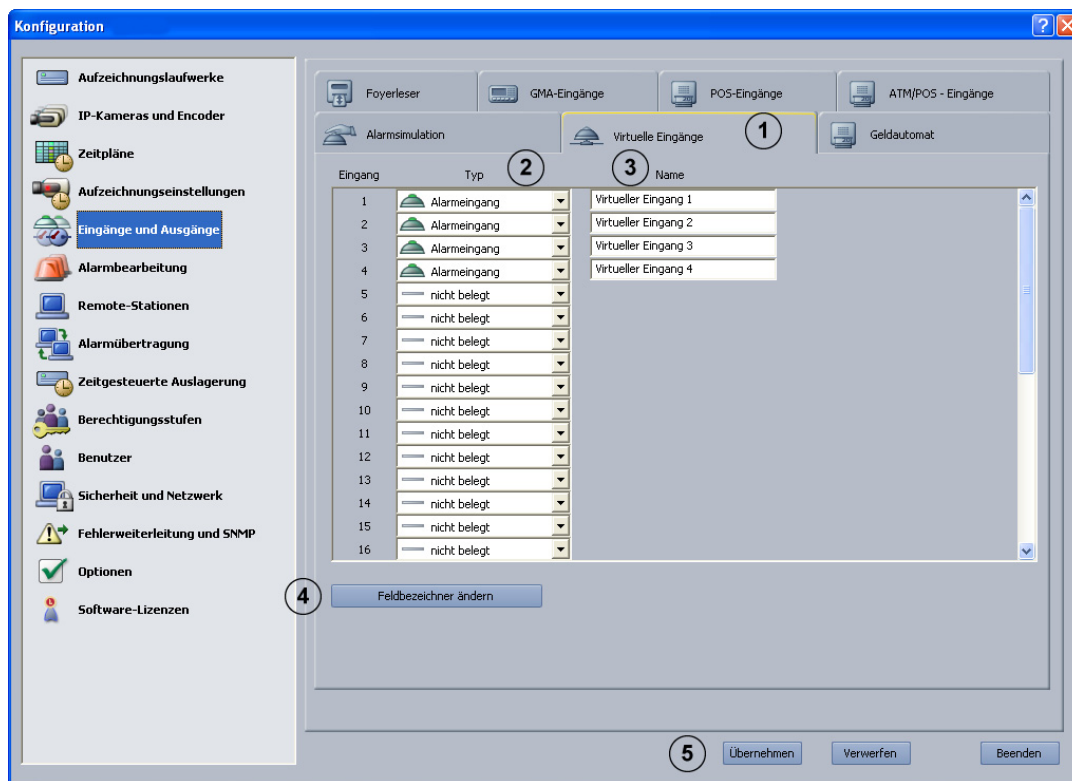 Konfiguration
Aufzeichnungslaufwerke
IP-Kameras und Encoder
Zeitpläne
Aufzeichnungseinstellungen
Eingänge und Ausgänge
Alarmbearbeitung
Remote-Stationen
Alarmübertragung
Zeitgesteuerte Auslagerung
Berechtigungsstufen
Benutzer
Sicherheit und Netzwerk
Fehlerweiterleitung und SNMP
Optionen
Software-Lizenzen
Foyerleser GMA-Eingänge POS-Eingänge ATM/POS - Eingänge
Alarmsimulation Virtuelle Eingänge 1 Geldautomat
Eingang Typ 2 3 Name
1 Alarmeingang Virtueller Eingang 1
2 Alarmeingang Virtueller Eingang 2
3 Alarmeingang Virtueller Eingang 3
4 Alarmeingang Virtueller Eingang 4
5 nicht belegt
6 nicht belegt
7 nicht belegt
8 nicht belegt
9 nicht belegt
10 nicht belegt
11 nicht belegt
12 nicht belegt
13 nicht belegt
14 nicht belegt
15 nicht belegt
16 nicht belegt
4 Feldbezeichner ändern
5 Übernehmen Verwerfen Beenden